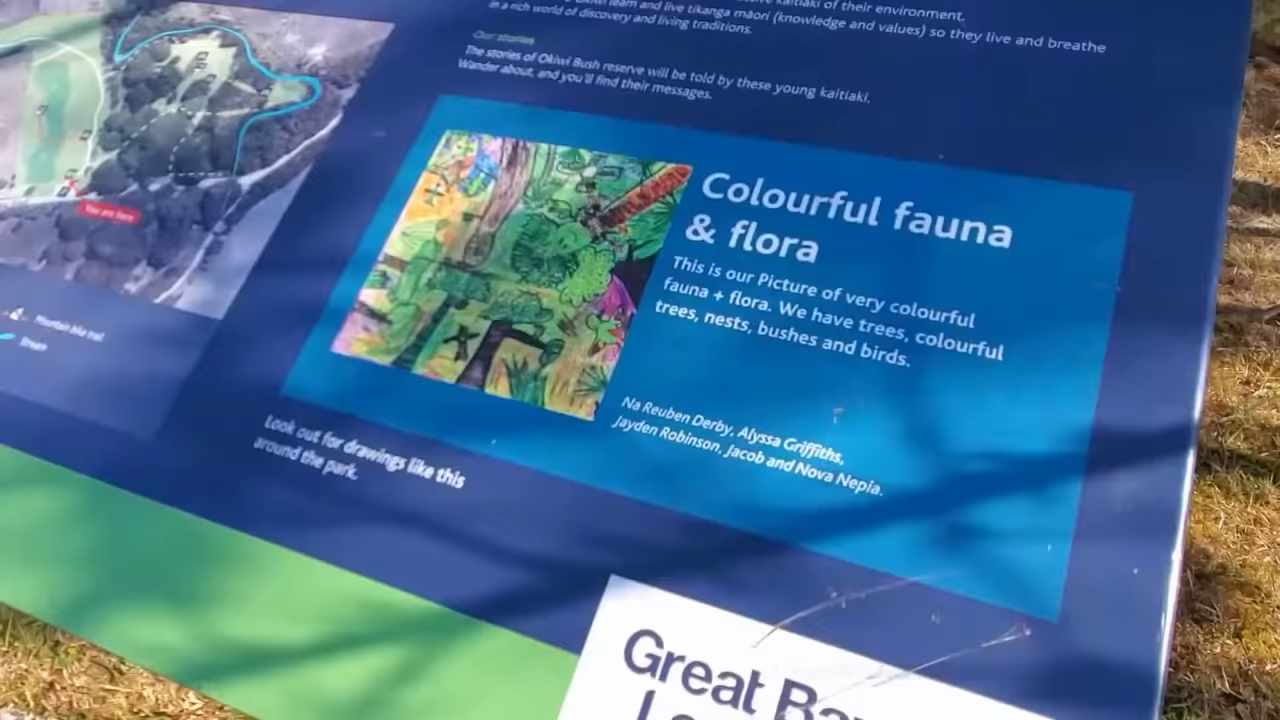 kaitiaki of their environment.
learn and live tikanga māori (knowledge and values) so they live and breathe
in a rich world of discovery and living traditions.
Our stories
The stories of Okiwi Bush reserve will be told by these young kaitiaki.
Wander about, and you'll find their messages.
You are here
Mountain bike trail
Stream
Colourful fauna
& flora
This is our Picture of very colourful
fauna + flora. We have trees, colourful
trees, nests, bushes and birds.
Na Reuben Derby, Alyssa Griffiths,
Jayden Robinson, Jacob and Nova Nepia.
Look out for drawings like this
around the park.
Great